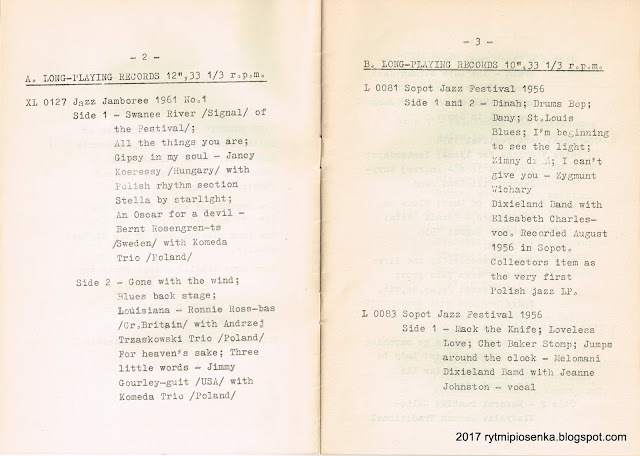 - 2 -
A. LONG-PLAYING RECORDS 12",33 1/3 r.p.m.
XL 0127 Jazz Jamboree 1961 No.1
Side 1 - Swanee River /Signal/ of
the Festival/;
All the things you are;
Gipsy in my soul - Jancy
Koeressy /Hungary/ with
Polish rhythm section
Stella by starlight;
An Oscar for a devil -
Bernt Rosengren-ts
/Sweden/ with Komeda
Trio /Poland/
Side 2 - Gone with the wind;
Blues back stage;
Louisiana - Ronnie Ross-bas
/Gr.Britain/ with Andrzej
Trzaskowski Trio /Poland/
For heaven's sake; Three
little words - Jimmy
Gourley-guit /USA/ with
Komeda Trio /Poland/
- 3 -
B. LONG-PLAYING RECORDS 10",33 1/3 r.p.m.
L 0081 Sopot Jazz Festival 1956
Side 1 and 2 - Dinah; Drums Bop;
Dany; St.Louis
Blues; I'm beginning
to see the light;
Zimny; I can't
give you - Zygmunt
Wichary
Dixieland Band with
Elisabeth Charles-
voc. Recorded August
1956 in Sopot.
Collectors item as
the very first
Polish jazz LP.
L 0083 Sopot Jazz Festival 1956
Side 1 - Mack the Knife; Loveless
Love; Chet Baker Stomp; Jumps
around the clock - Melomani
Dixieland Band with Jeanne
Johnston - vocal
2017 rytmipiosenka.blogspot.com